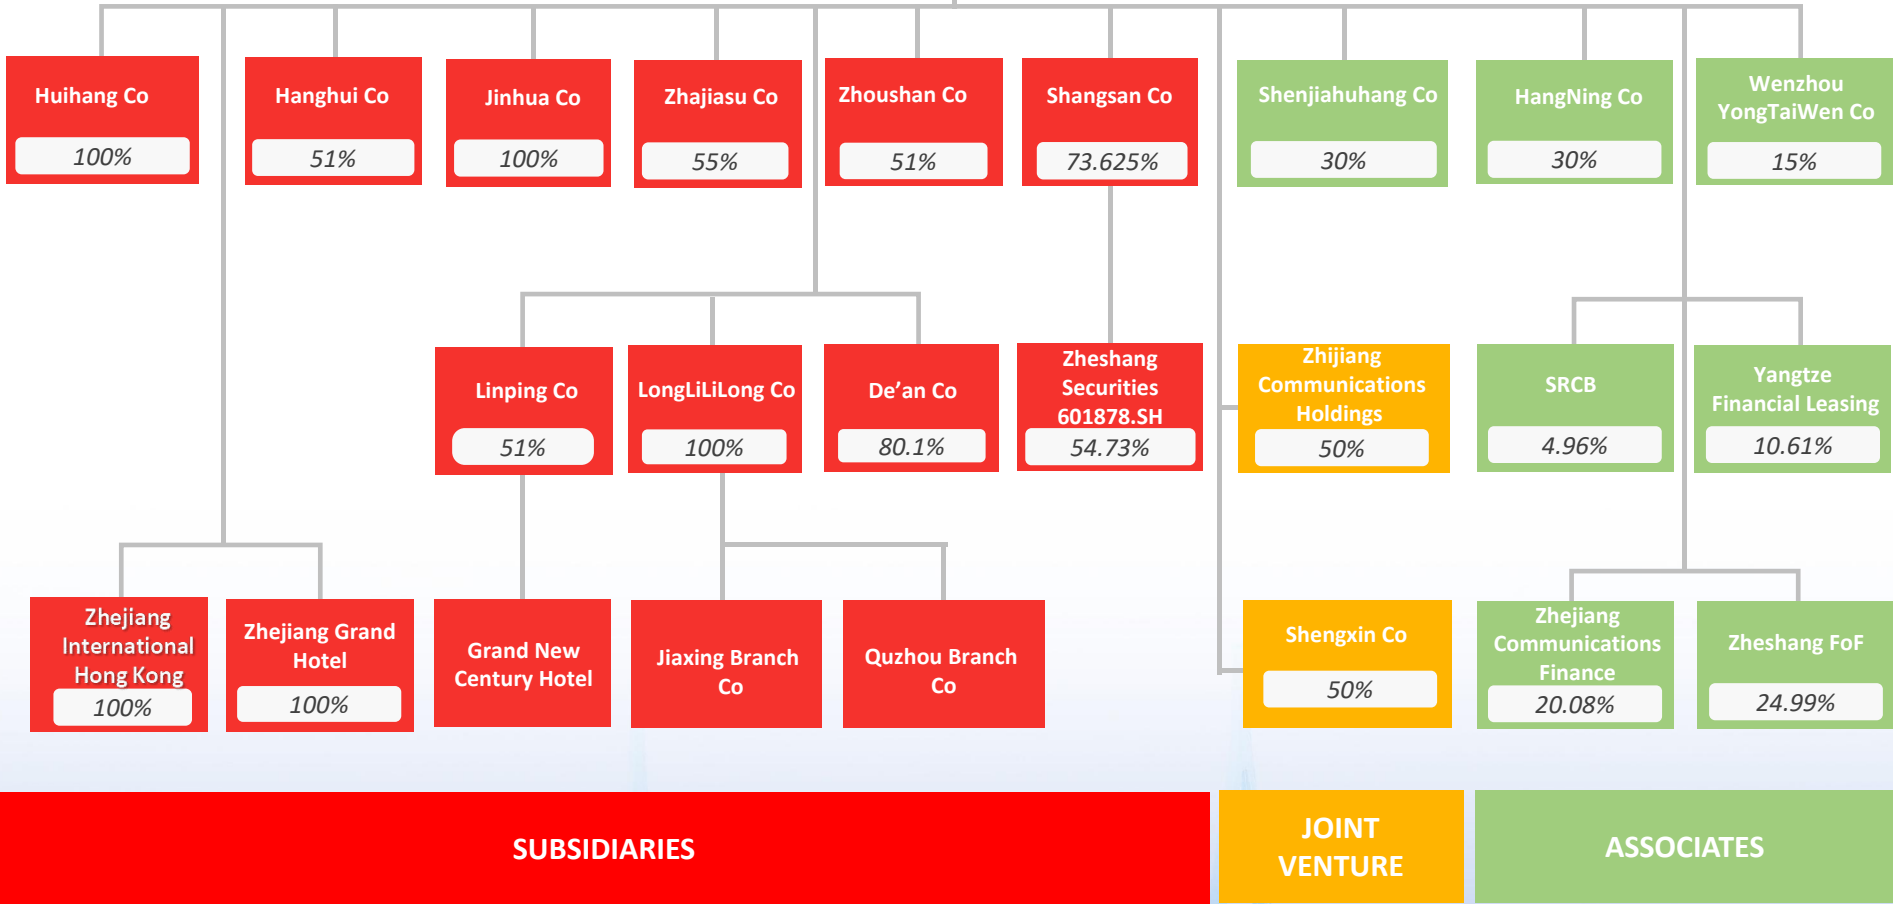 Huihang Co
100%
Hanghui Co
51%
Jinhua Co
100%
Zhajiasu Co
55%
Zhoushan Co
51%
Shangsan Co
73.625%
Shenjiahuhang Co
30%
HangNing Co
30%
Wenzhou
YongTaiWen Co
15%
Linping Co
51%
LongLiLiLong Co
100%
De’an Co
80.1%
Zheshang
Securities
601878.SH
54.73%
Zhijiang
Communications
Holdings
50%
SRCB
4.96%
Yangtze
Financial Leasing
10.61%
Zhejiang
International
Hong Kong
100%
Zhejiang Grand
Hotel
100%
Grand New
Century Hotel
Jiaxing Branch
Co
Quzhou Branch
Co
Shengxin Co
50%
Zhejiang
Communications
Finance
20.08%
Zheshang FoF
24.99%
SUBSIDIARIES
JOINT
VENTURE
ASSOCIATES